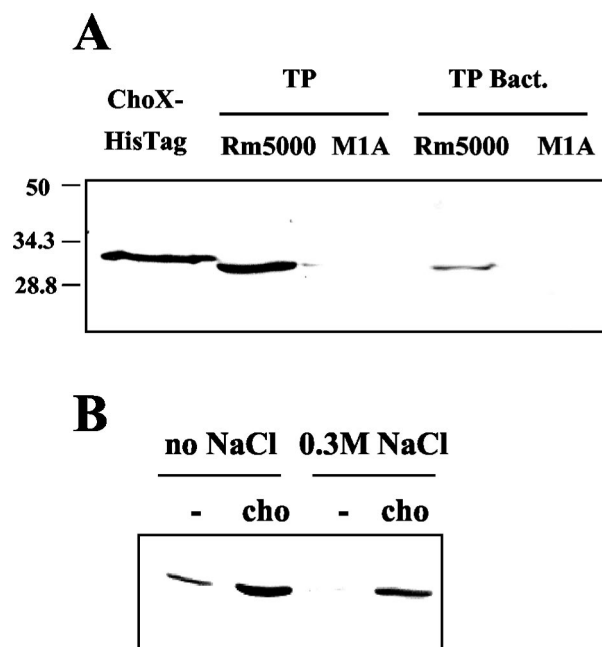 A
TP TP Bact.
ChoX-
HisTag Rm5000 M1A Rm5000 M1A
50
34.3
28.8
B
no NaCl 0.3M NaCl
- cho - cho